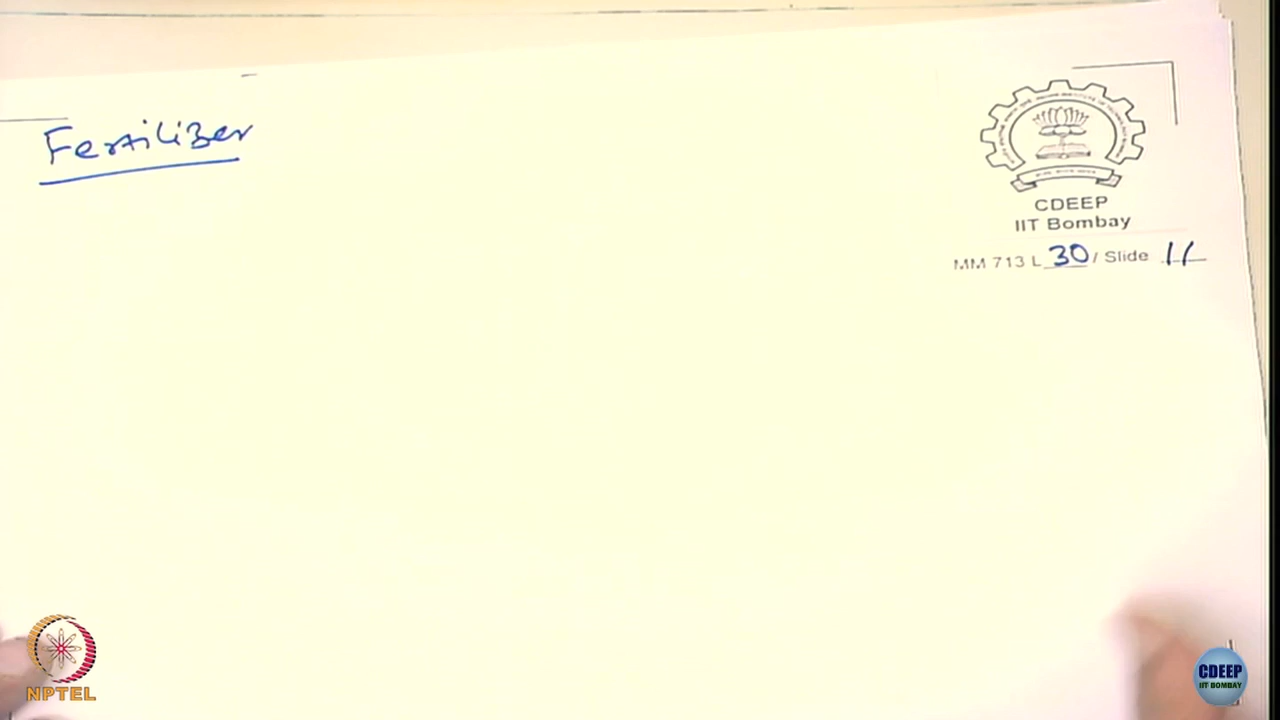 Fertilizer
CDEEP
IIT Bombay
MM 713 L 30 / Slide 11
NPTEL
CDEEP
IIT BOMBAY